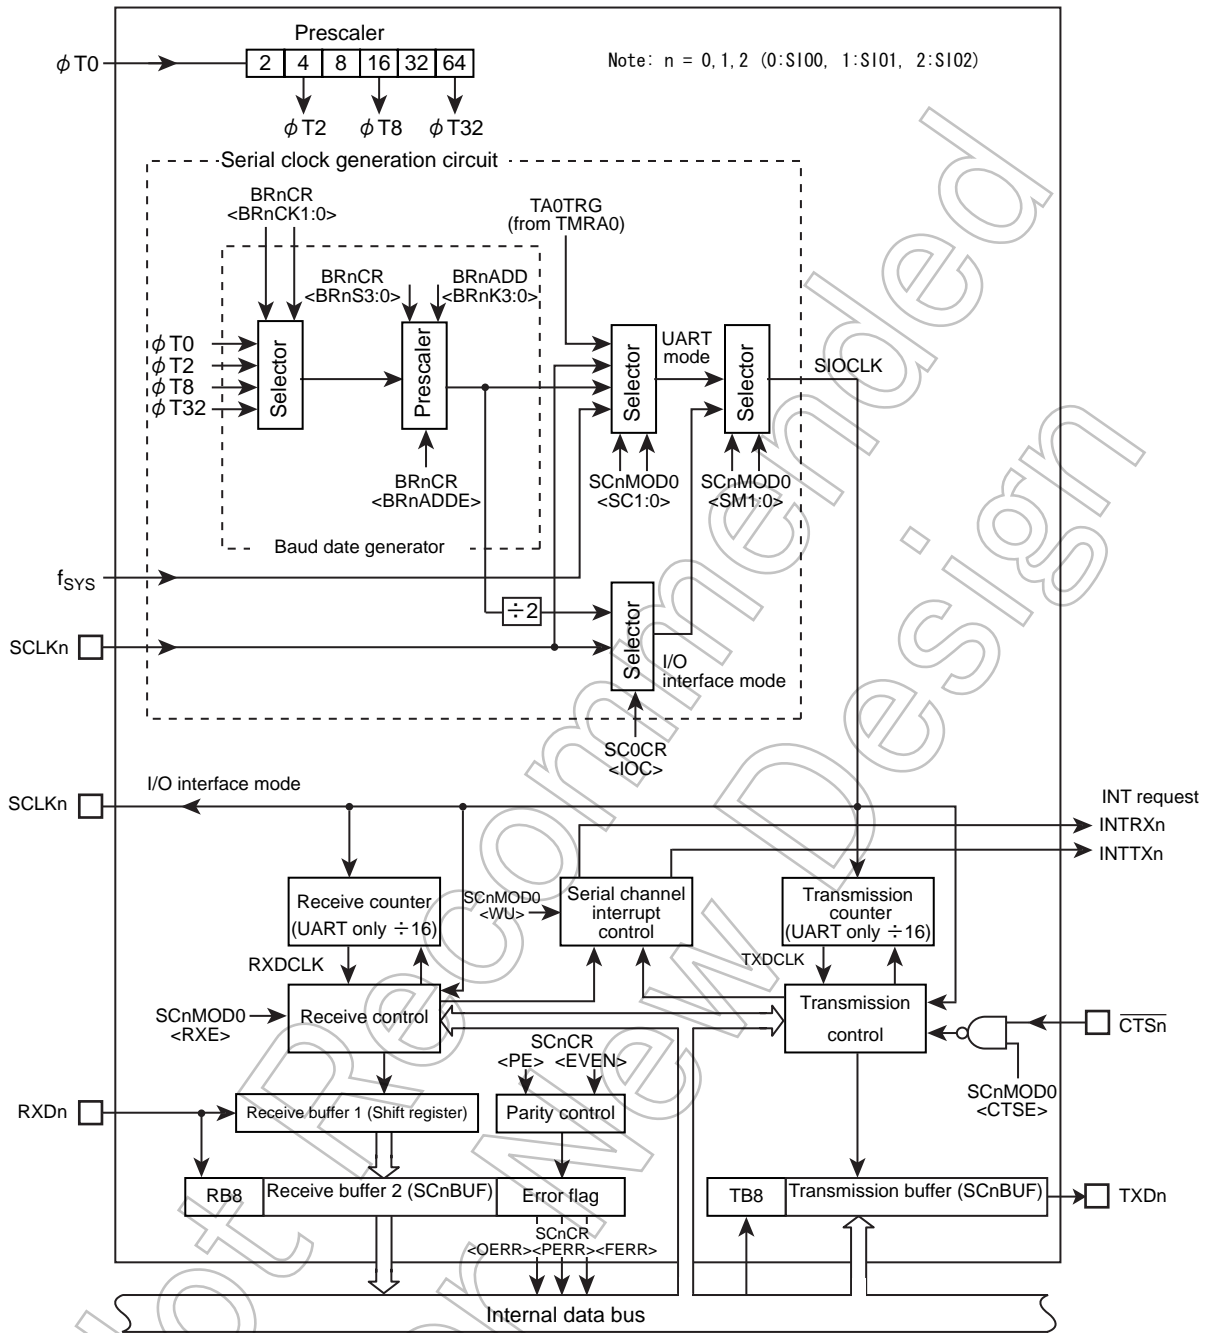 Prescaler
φT0
2 4 8 16 32 64
Note: n = 0,1,2 (0:SIO0, 1:SIO1, 2:SIO2)
φT2 φT8 φT32
Serial clock generation circuit
BRnCR
<BRnCK1:0>
TA0TRG
(from TMRA0)
BRnCR
<BRnS3:0>
BRnADD
<BRnK3:0>
φT0
φT2
φT8
φT32
Selector
Prescaler
Selector
UART
mode
Selector
SIOCLK
BRnCR
<BRnADDE>
SCnMOD0
<SC1:0>
SCnMOD0
<SM1:0>
Baud date generator
fSYS
÷2
SCLKn
Selector
I/O
interface mode
SC0CR
<IOC>
I/O interface mode
SCLKn
INT request
INTRXn
INTTXn
Receive counter
(UART only ÷16)
SCnMOD0
<WU>
Serial channel
interrupt
control
Transmission
counter
(UART only ÷16)
RXDCLK
TXDCLK
SCnMOD0
<RXE>
Receive control
Transmission
control
CTSn
SCnCR
<PE> <EVEN>
SCnMOD0
<CTSE>
RXDn
Receive buffer 1 (Shift register)
Parity control
RB8
Receive buffer 2 (SCnBUF)
Error flag
TB8
Transmission buffer (SCnBUF)
TXDn
SCnCR
<OERR><PERR><FERR>
Internal data bus
Not Recommended
for New Design